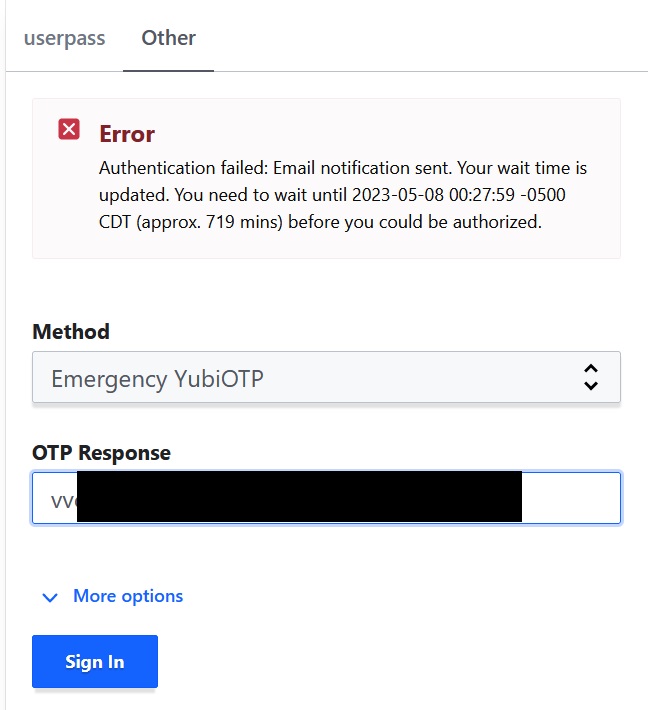 userpass Other
Error
Authentication failed: Email notification sent. Your wait time is
updated. You need to wait until 2023-05-08 00:27:59 -0500
CDT (approx. 719 mins) before you could be authorized.
Method
Emergency YubiOTP
OTP Response
More options
Sign In